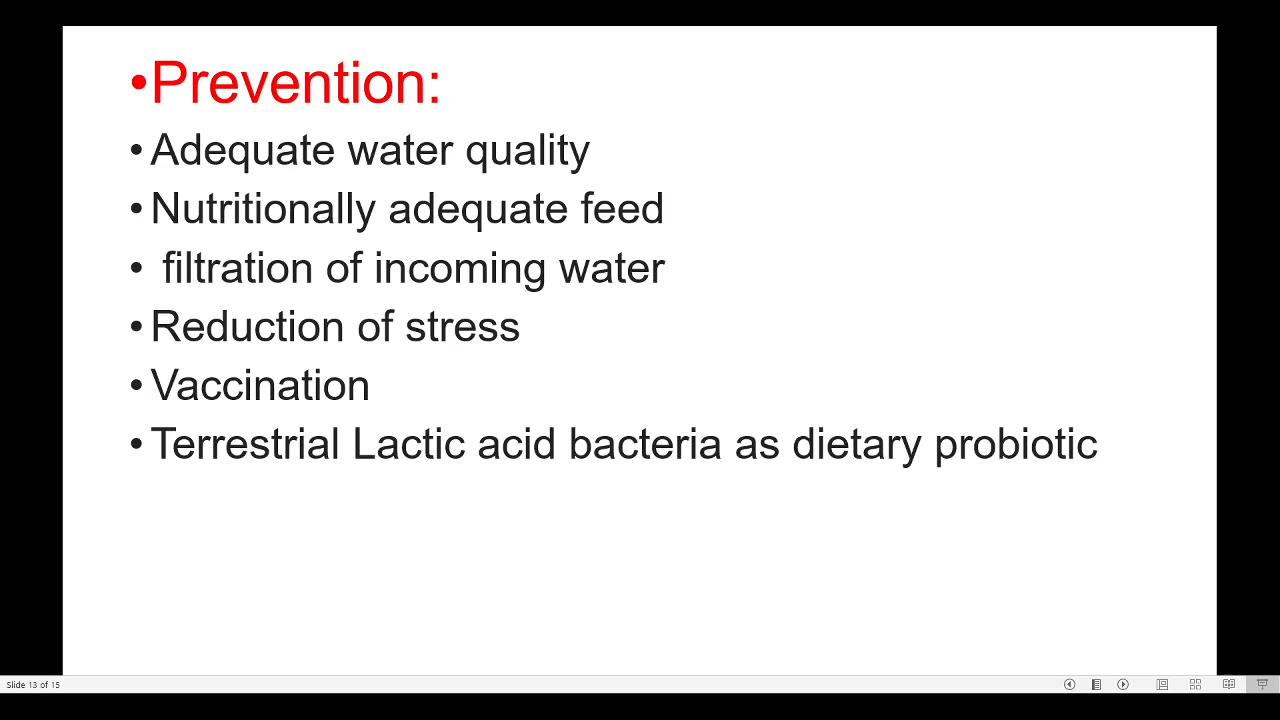 •Prevention:
• Adequate water quality
• Nutritionally adequate feed
• filtration of incoming water
• Reduction of stress
• Vaccination
• Terrestrial Lactic acid bacteria as dietary probiotic
Slide 13 of 15